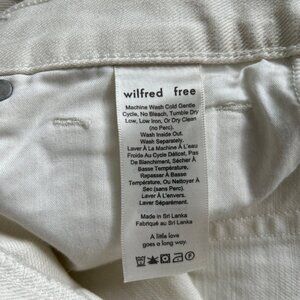 wilfred free
Machine Wash Cold Gentle
Cycle, No Bleach, Tumble Dry
Low, Low Iron, Or Dry Clean
(no Perc).
Wash Inside Out.
Wash Separately.
Laver À La Machine À L'eau
Froide Au Cycle Délicat, Pas
De Blanchiment, Sécher À
Basse Température,
Repasser À Basse
Température, Ou Nettoyer À
Sec (sans Perc).
Laver À L'envers.
Laver Séparément.
Made in Sri Lanka
Fabriqué au Sri Lanka
A little love
goes a long way.